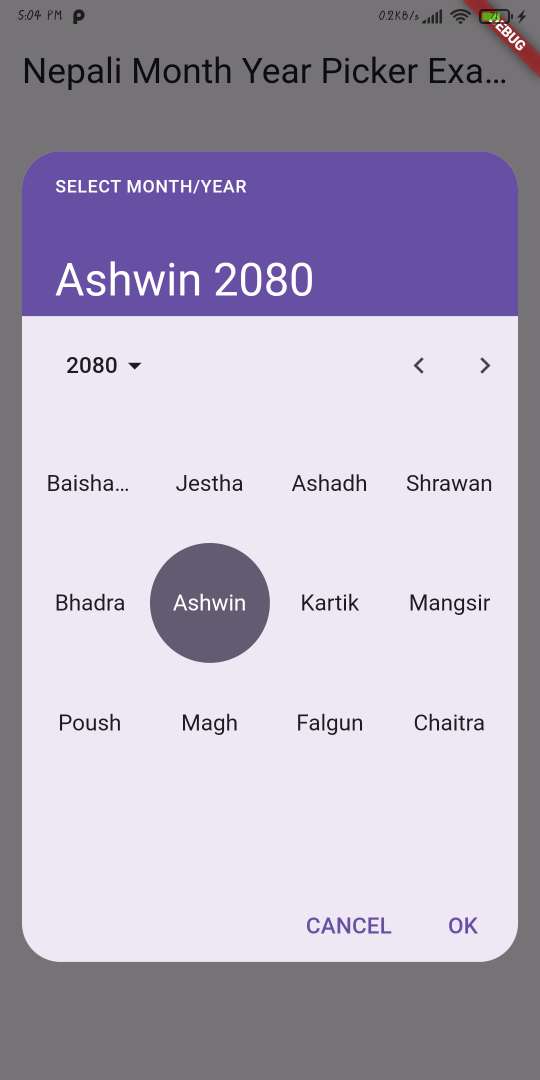 5:04 PM
0.2KB/s
71
DEBUG
Nepali Month Year Picker Exa...
SELECT MONTH/YEAR
Ashwin 2080
2080
Baisha... Jestha Ashadh Shrawan
Bhadra Ashwin Kartik Mangsir
Poush Magh Falgun Chaitra
CANCEL OK